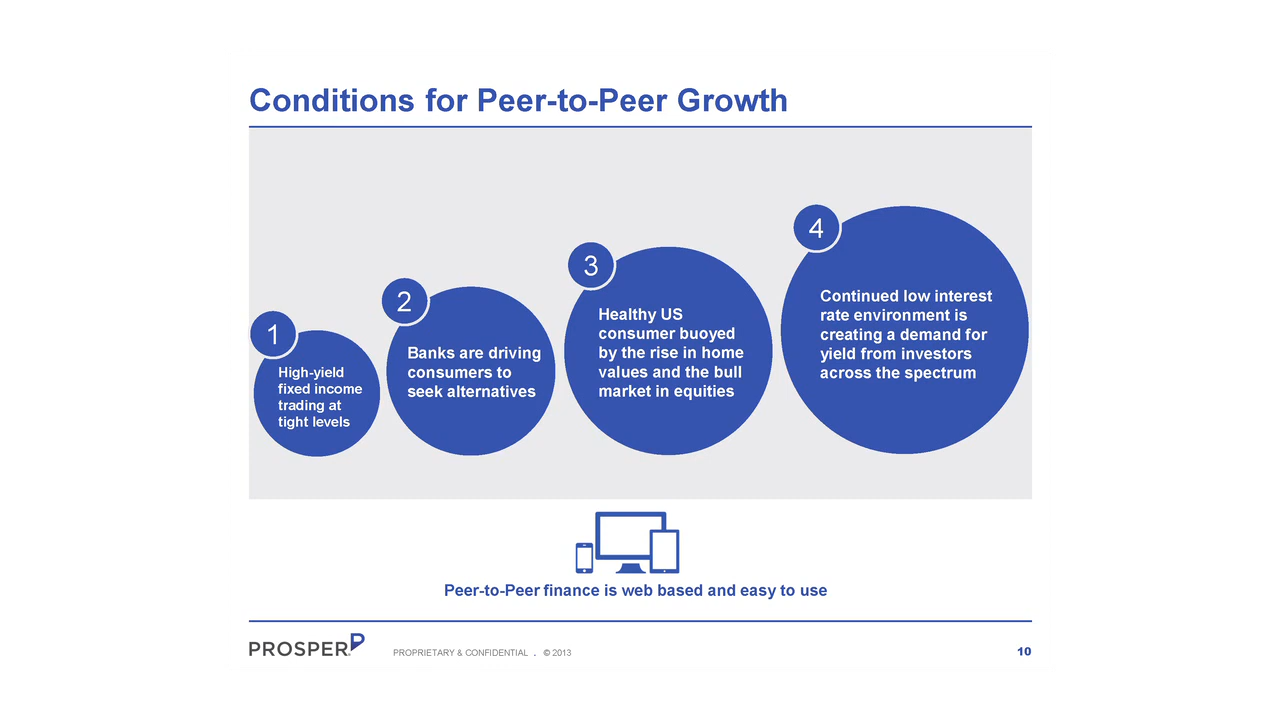 Conditions for Peer-to-Peer Growth
1
High-yield
fixed income
trading at
tight levels
2
Banks are driving
consumers to
seek alternatives
3
Healthy US
consumer buoyed
by the rise in home
values and the bull
market in equities
4
Continued low interest
rate environment is
creating a demand for
yield from investors
across the spectrum
Peer-to-Peer finance is web based and easy to use
PROSPER
PROPRIETARY & CONFIDENTIAL . © 2013
10